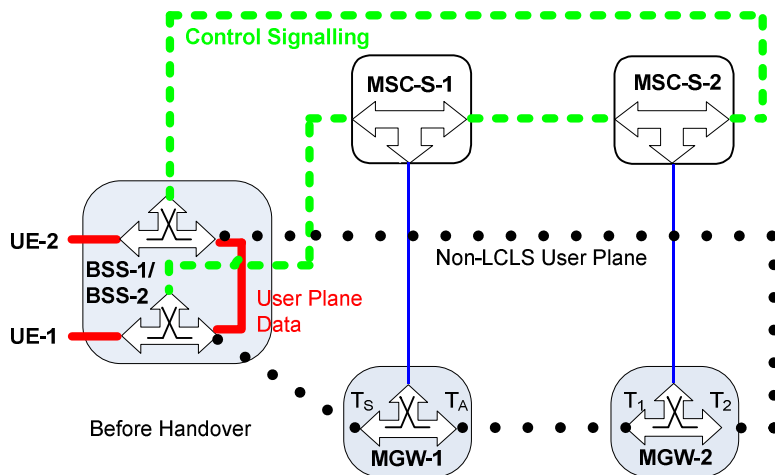 Control Signalling
MSC-S-1
MSC-S-2
UE-2
BSS-1/
BSS-2
Non-LCLS User Plane
User Plane
Data
UE-1
Before Handover
TS
TA
T1
T2
MGW-1
MGW-2